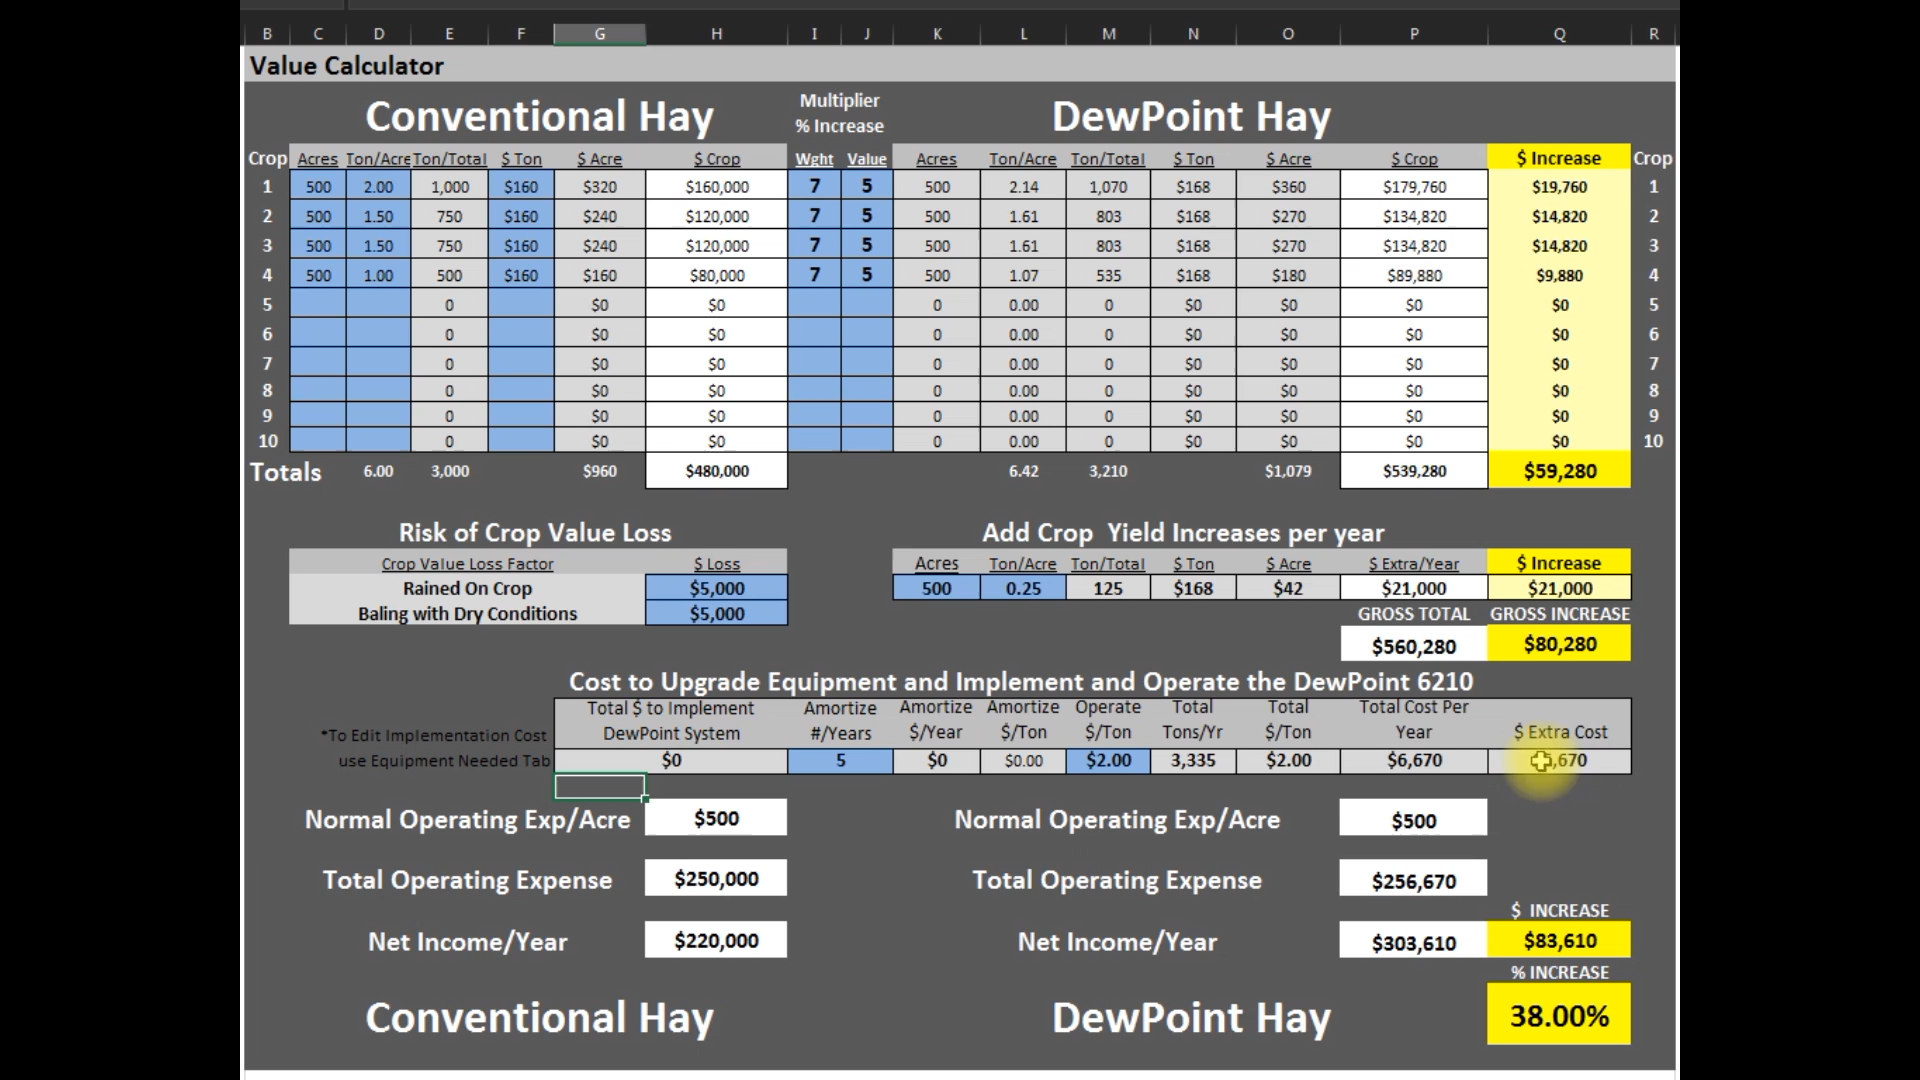 B C D E F G H I J K L M N O P Q R
Value Calculator
Conventional Hay Multiplier % Increase DewPoint Hay
Crop Acres Ton/Acre Ton/Total $ Ton $ Acre $ Crop Wght Value Acres Ton/Acre Ton/Total $ Ton $ Acre $ Crop $ Increase Crop
1 500 2.00 1,000 $160 $320 $160,000 7 5 500 2.14 1,070 $168 $360 $179,760 $19,760 1
2 500 1.50 750 $160 $240 $120,000 7 5 500 1.61 803 $168 $270 $134,820 $14,820 2
3 500 1.50 750 $160 $240 $120,000 7 5 500 1.61 803 $168 $270 $134,820 $14,820 3
4 500 1.00 500 $160 $160 $80,000 7 5 500 1.07 535 $168 $180 $89,880 $9,880 4
5 0 $0 $0 0 0.00 0 $0 $0 $0 $0 5
6 0 $0 $0 0 0.00 0 $0 $0 $0 $0 6
7 0 $0 $0 0 0.00 0 $0 $0 $0 $0 7
8 0 $0 $0 0 0.00 0 $0 $0 $0 $0 8
9 0 $0 $0 0 0.00 0 $0 $0 $0 $0 9
10 0 $0 $0 0 0.00 0 $0 $0 $0 $0 10
Totals 6.00 3,000 $960 $480,000 6.42 3,210 $1,079 $539,280 $59,280
Risk of Crop Value Loss Add Crop Yield Increases per year
Crop Value Loss Factor $ Loss Acres Ton/Acre Ton/Total $ Ton $ Acre $ Extra/Year $ Increase
Rained On Crop $5,000 500 0.25 125 $168 $42 $21,000 $21,000
Baling with Dry Conditions $5,000 GROSS TOTAL GROSS INCREASE
$560,280 $80,280
Cost to Upgrade Equipment and Implement and Operate the DewPoint 6210
Total $ to Implement Amortize Amortize Amortize Operate Total Total Total Cost Per
*To Edit Implementation Cost DewPoint System #/Years $/Year $/Ton $/Ton Tons/Yr $/Ton Year $ Extra Cost
use Equipment Needed Tab $0 5 $0 $0.00 $2.00 3,335 $2.00 $6,670 ,670
Normal Operating Exp/Acre $500 Normal Operating Exp/Acre $500
Total Operating Expense $250,000 Total Operating Expense $256,670
$ INCREASE
Net Income/Year $220,000 Net Income/Year $303,610 $83,610
% INCREASE
Conventional Hay DewPoint Hay 38.00%